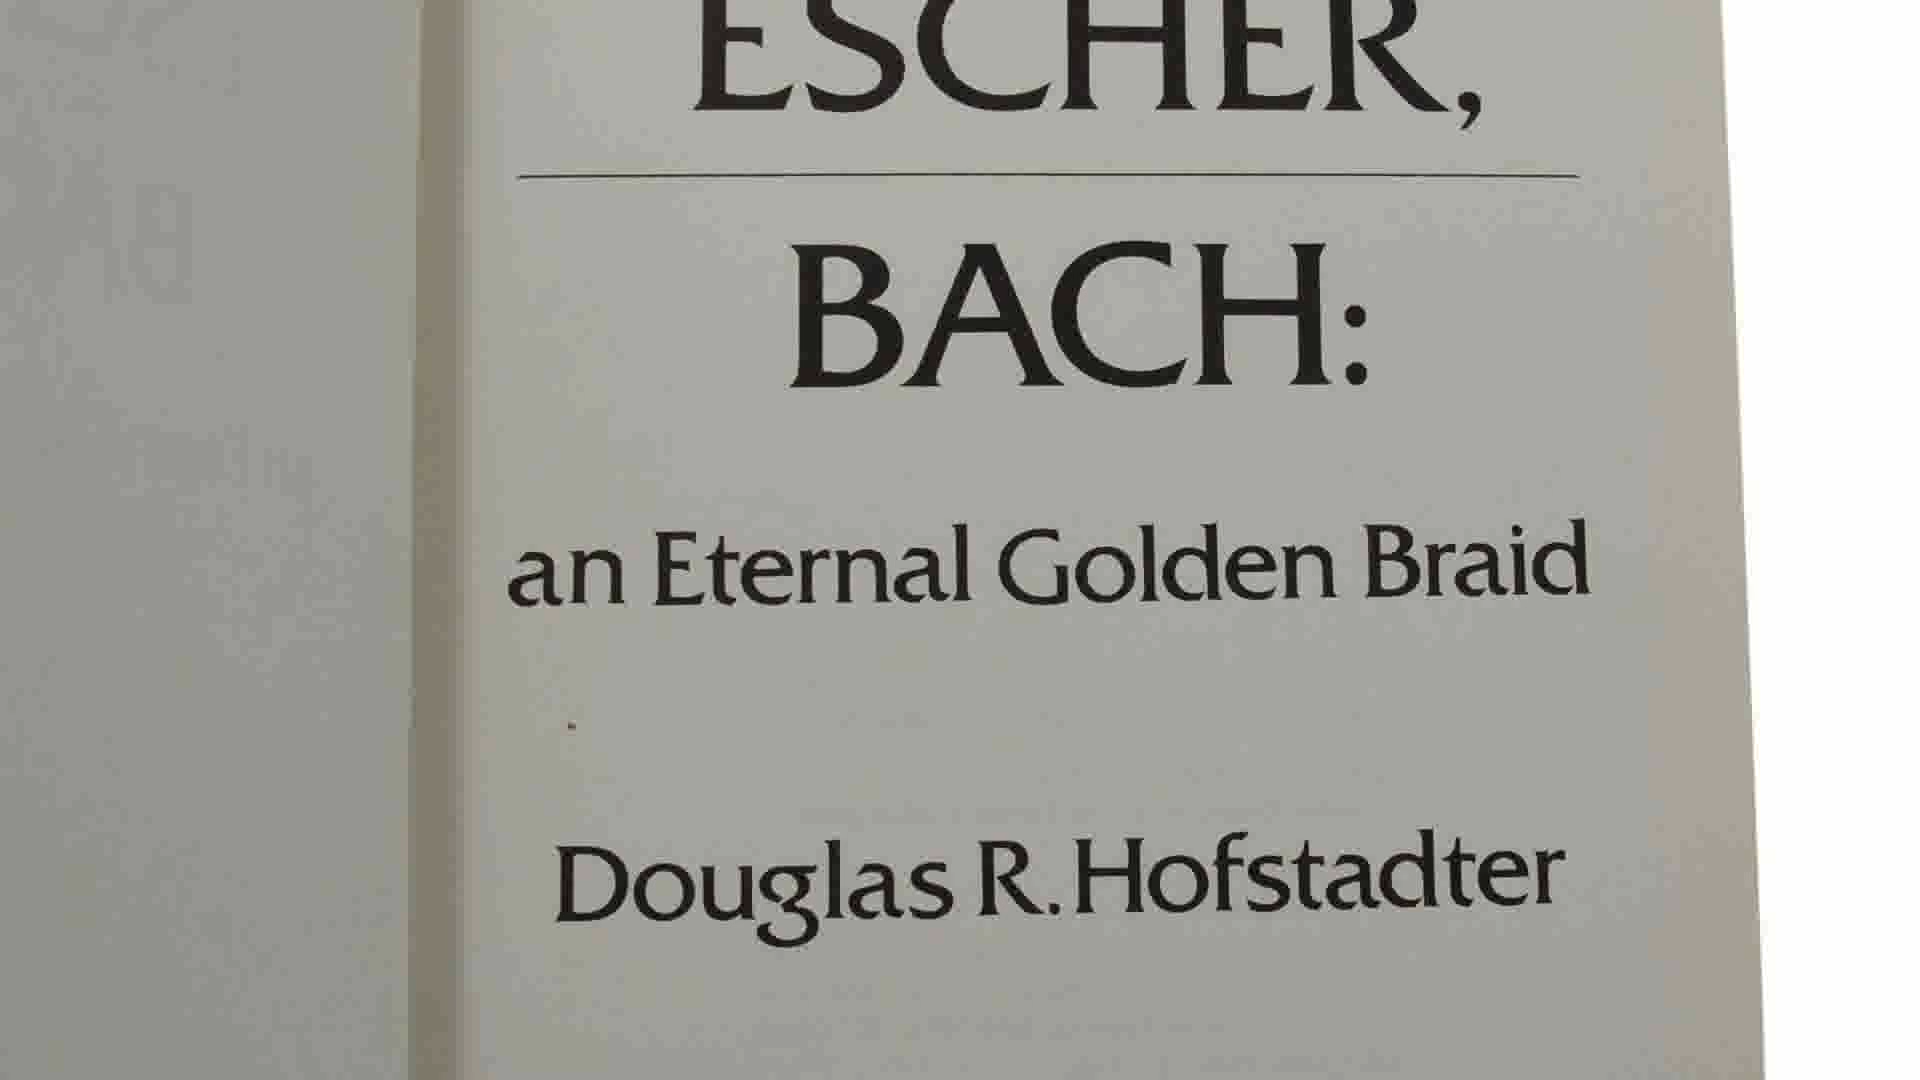 ESCHER,
BACH:
an Eternal Golden Braid
Douglas R. Hofstadter